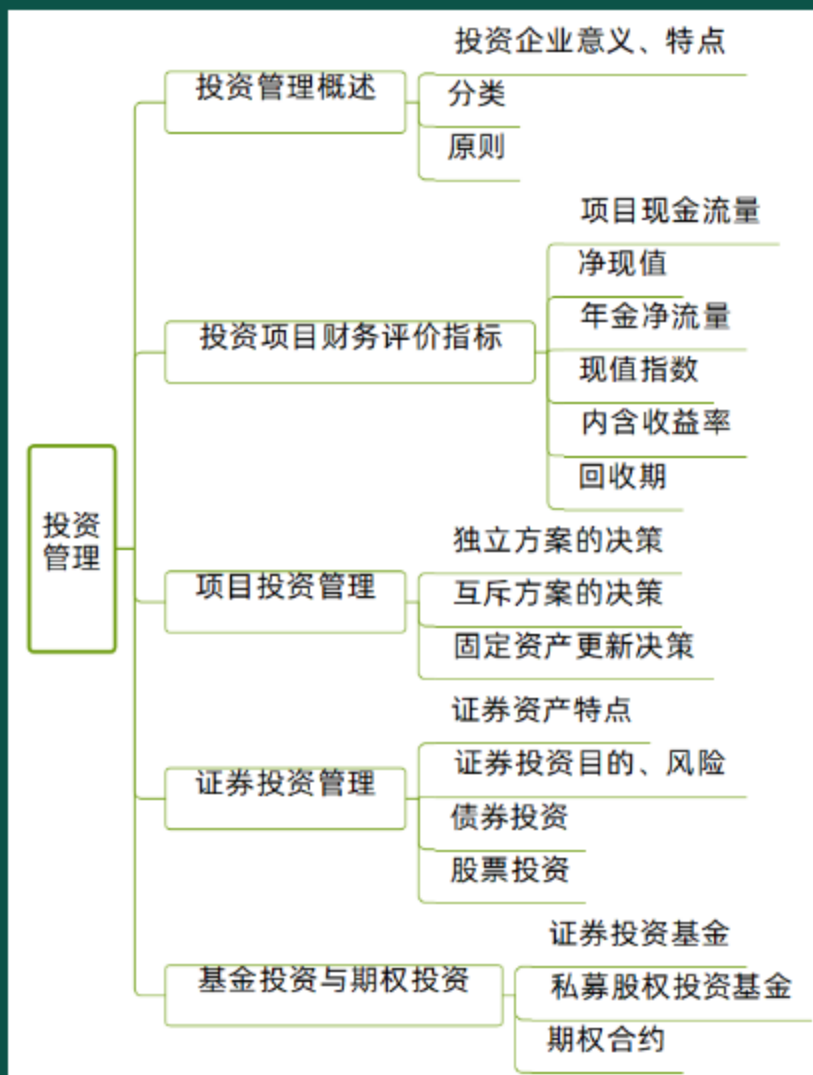 投资管理概述
投资企业意义、特点
分类
原则
投资项目财务评价指标
项目现金流量
净现值
年金净流量
现值指数
内含收益率
回收期
投资
管理
项目投资管理
独立方案的决策
互斥方案的决策
固定资产更新决策
证券投资管理
证券资产特点
证券投资目的、风险
债券投资
股票投资
基金投资与期权投资
证券投资基金
私募股权投资基金
期权合约